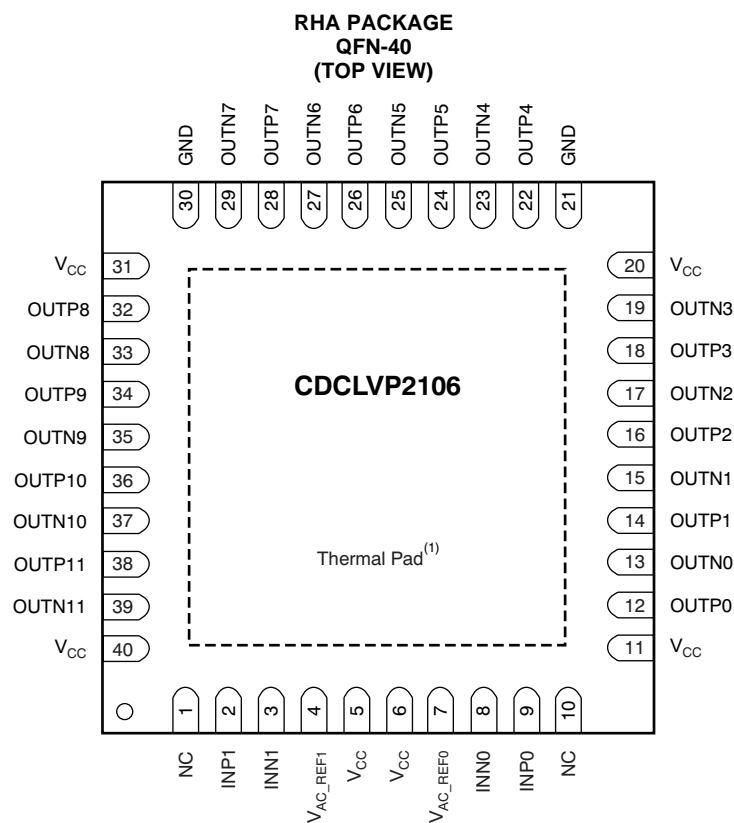 RHA PACKAGE
QFN-40
(TOP VIEW)
GND OUTN7 OUTP7 OUTN6 OUTP6 OUTN5 OUTP5 OUTN4 OUTP4 GND
30 29 28 27 26 25 24 23 22 21
VCC 31 20 VCC
OUTP8 32 19 OUTN3
OUTN8 33 18 OUTP3
OUTP9 34 17 OUTN2
OUTN9 35 16 OUTP2
OUTP10 36 15 OUTN1
OUTN10 37 14 OUTP1
OUTP11 38 13 OUTN0
OUTN11 39 12 OUTP0
VCC 40 11 VCC
CDCLVP2106
Thermal Pad(1)
1 2 3 4 5 6 7 8 9 10
NC INP1 INN1 VAC_REF1 VCC VCC VAC_REF0 INN0 INP0 NC